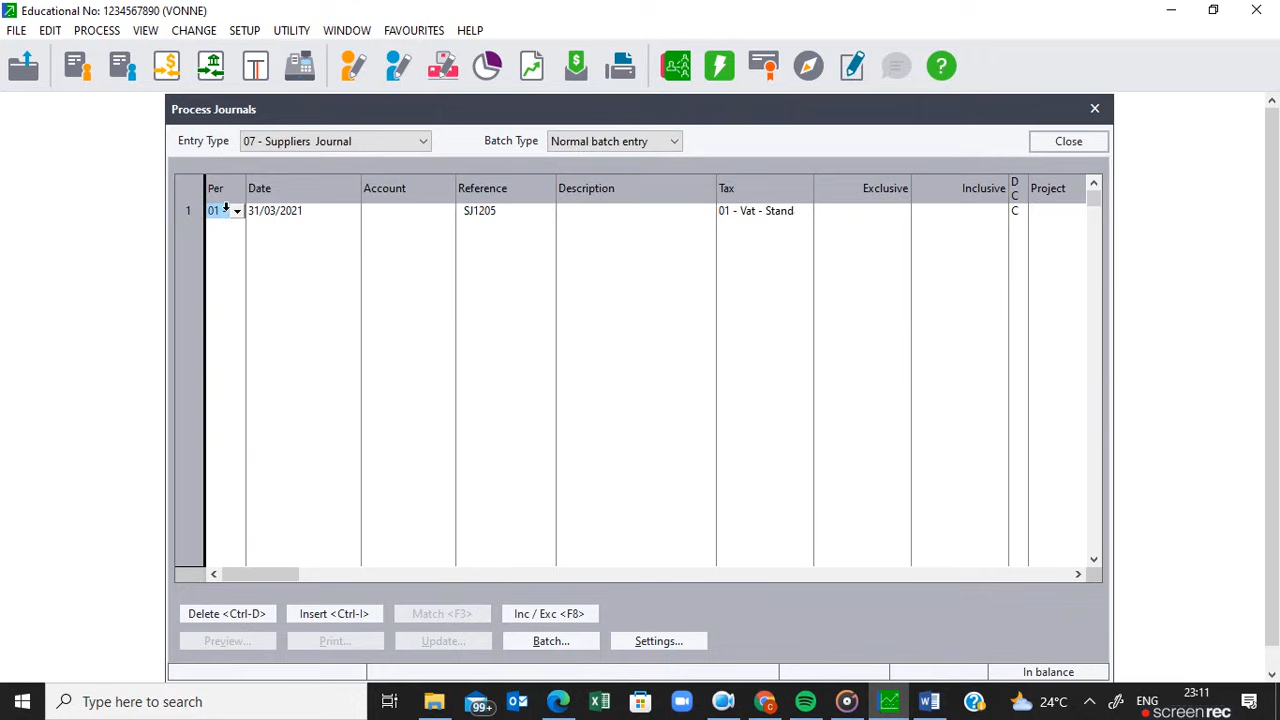 Educational No: 1234567890 (VONNE)
FILE EDIT PROCESS VIEW CHANGE SETUP UTILITY WINDOW FAVOURITES HELP
Process Journals
Entry Type 07 - Suppliers Journal Batch Type Normal batch entry Close
Per Date Account Reference Description Tax Exclusive Inclusive D C Project
1 01 31/03/2021 SJ1205 01 - Vat - Stand C
Delete <Ctrl-D> Insert <Ctrl-I> Match <F3> Inc / Exc <F8>
Preview... Print... Update... Batch... Settings...
In balance
Type here to search 99+ 24°C ENG 23:11
screenrec